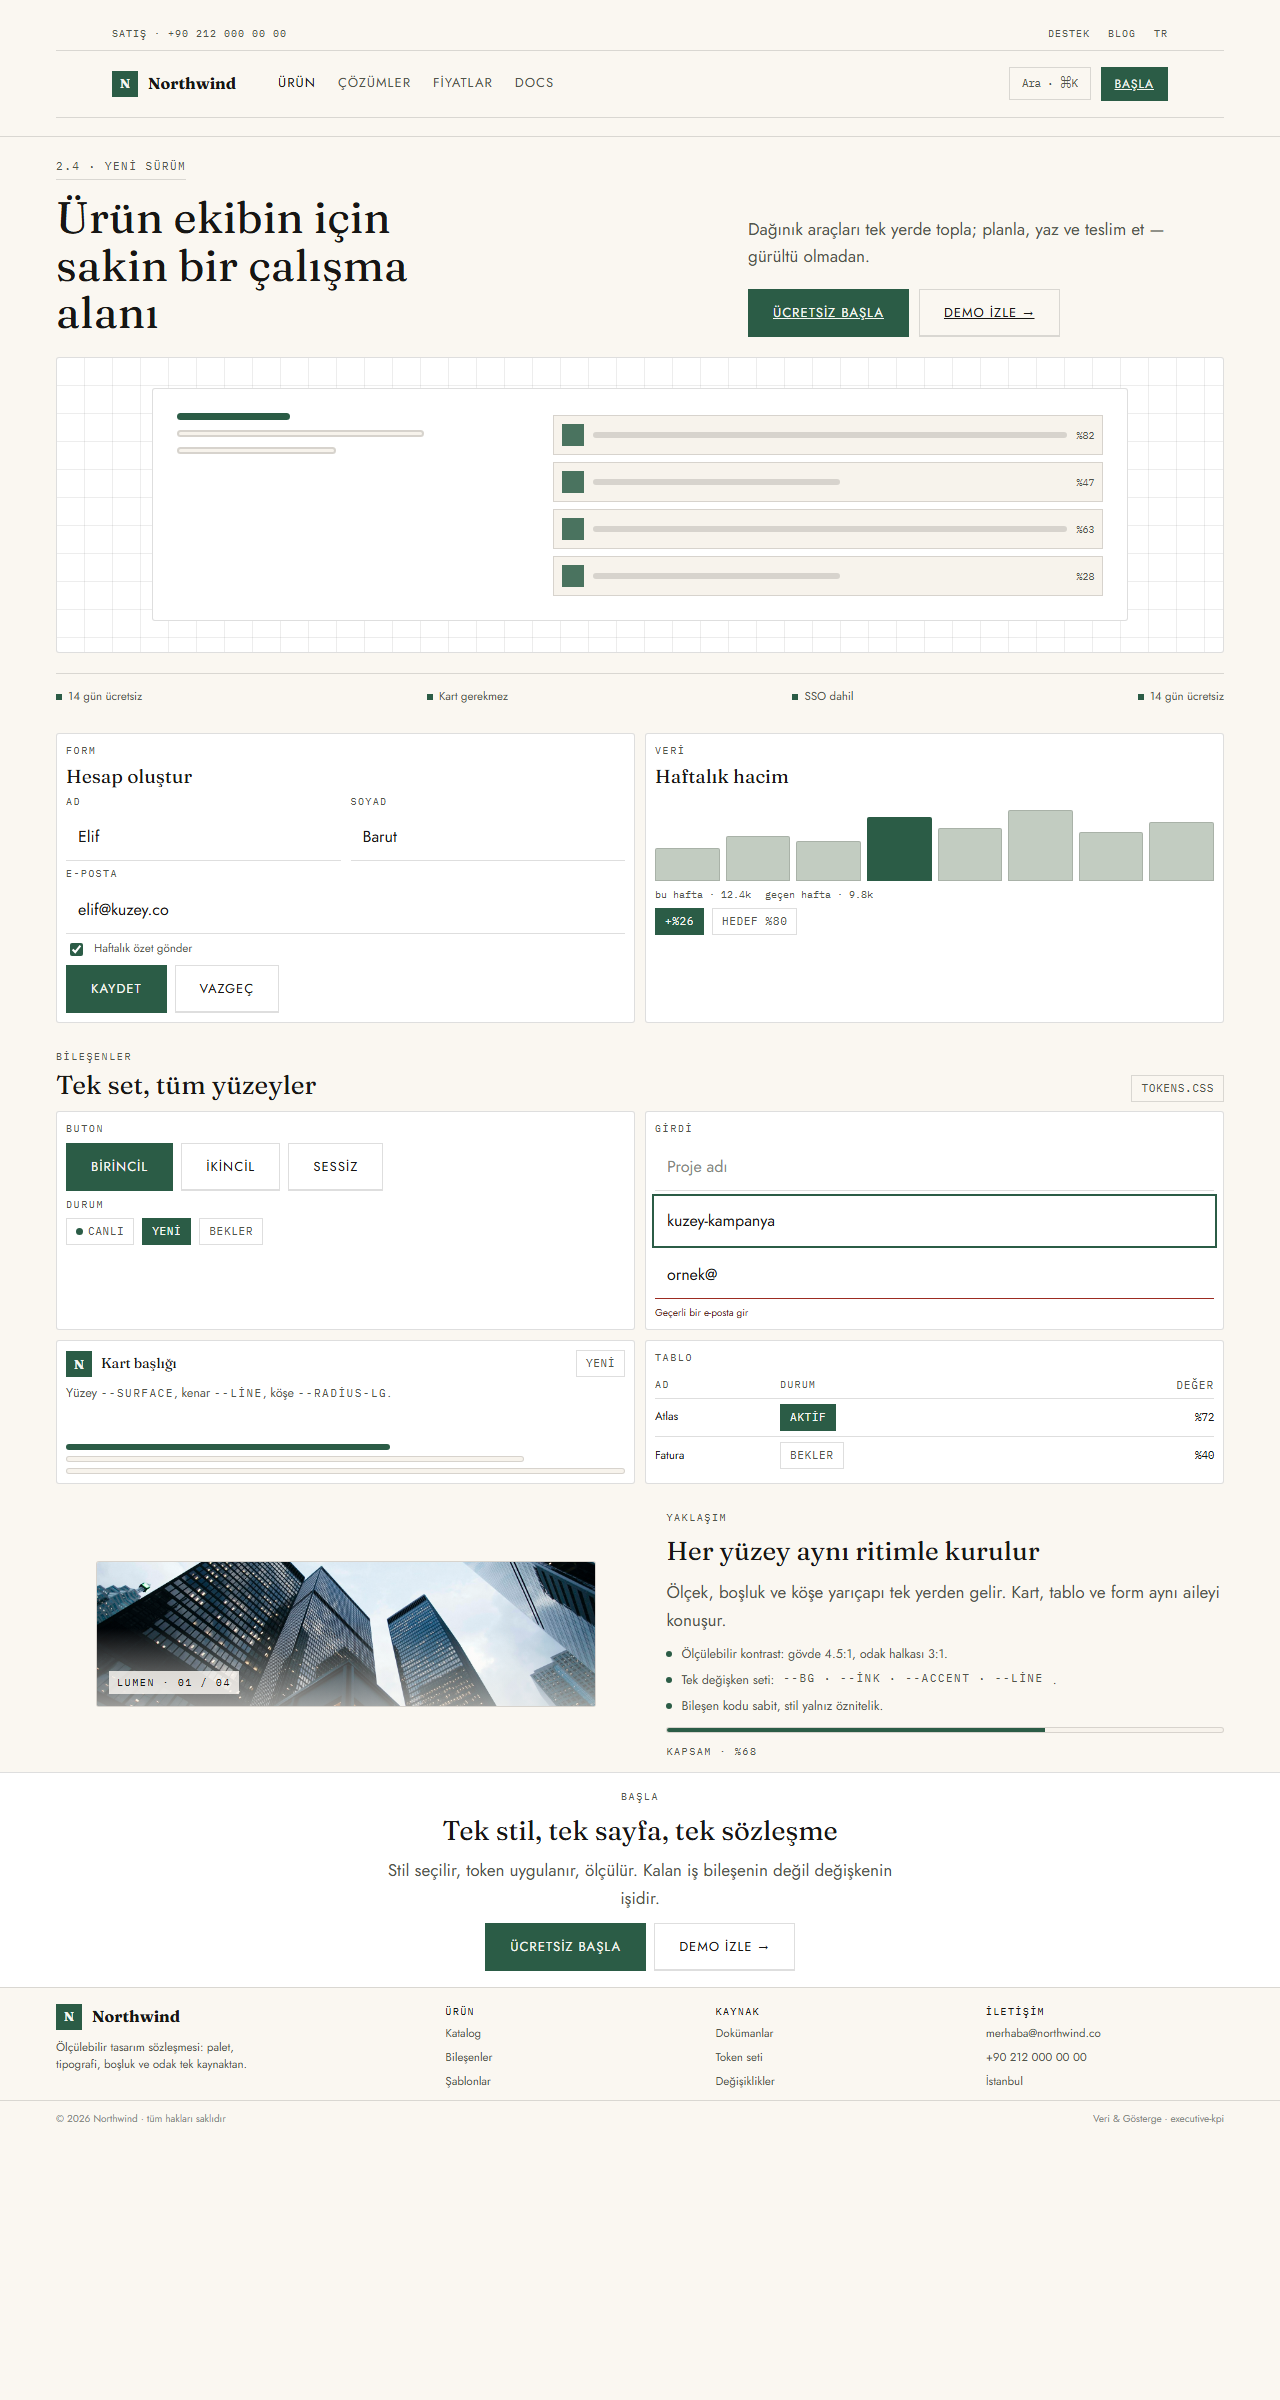 SATIŞ · +90 212 000 00 00
DESTEK BLOG TR
N Northwind ÜRÜN ÇÖZÜMLER FİYATLAR DOCS Ara · ⌘K BAŞLA
2.4 · YENİ SÜRÜM
Ürün ekibin için
sakin bir çalışma
alanı
Dağınık araçları tek yerde topla; planla, yaz ve teslim et —
gürültü olmadan.
ÜCRETSİZ BAŞLA DEMO İZLE →
%82
%47
%63
%28
14 gün ücretsiz Kart gerekmez SSO dahil 14 gün ücretsiz
FORM
Hesap oluştur
AD SOYAD
Elif Barut
E-POSTA
elif@kuzey.co
Haftalık özet gönder
KAYDET VAZGEÇ
VERİ
Haftalık hacim
bu hafta · 12.4k geçen hafta · 9.8k
+%26 HEDEF %80
BİLEŞENLER
Tek set, tüm yüzeyler
TOKENS.CSS
BUTON
BİRİNCİL İKİNCİL SESSİZ
DURUM
CANLI YENİ BEKLER
GİRDİ
Proje adı
kuzey-kampanya
ornek@
Geçerli bir e-posta gir
N Kart başlığı YENİ
Yüzey --SURFACE, kenar --LİNE, köşe --RADİUS-LG.
TABLO
AD DURUM DEĞER
Atlas AKTİF %72
Fatura BEKLER %40
LUMEN · 01 / 04
YAKLAŞIM
Her yüzey aynı ritimle kurulur
Ölçek, boşluk ve köşe yarıçapı tek yerden gelir. Kart, tablo ve form aynı aileyi
konuşur.
Ölçülebilir kontrast: gövde 4.5:1, odak halkası 3:1.
Tek değişken seti: --BG · --İNK · --ACCENT · --LİNE .
Bileşen kodu sabit, stil yalnız öznitelik.
KAPSAM · %68
BAŞLA
Tek stil, tek sayfa, tek sözleşme
Stil seçilir, token uygulanır, ölçülür. Kalan iş bileşenin değil değişkenin
işidir.
ÜCRETSİZ BAŞLA DEMO İZLE →
N Northwind
Ölçülebilir tasarım sözleşmesi: palet,
tipografi, boşluk ve odak tek kaynaktan.
ÜRÜN
Katalog
Bileşenler
Şablonlar
KAYNAK
Dokümanlar
Token seti
Değişiklikler
İLETİŞİM
merhaba@northwind.co
+90 212 000 00 00
İstanbul
© 2026 Northwind · tüm hakları saklıdır
Veri & Gösterge · executive-kpi